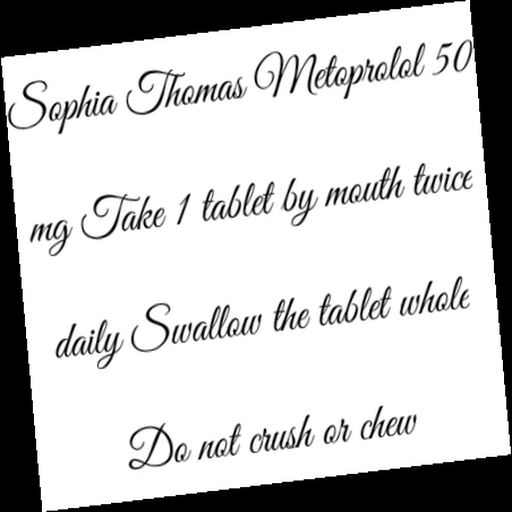 Sophia Thomas Metoprolol 50
mg Take 1 tablet by mouth twice
daily Swallow the tablet whole
Do not crush or chew